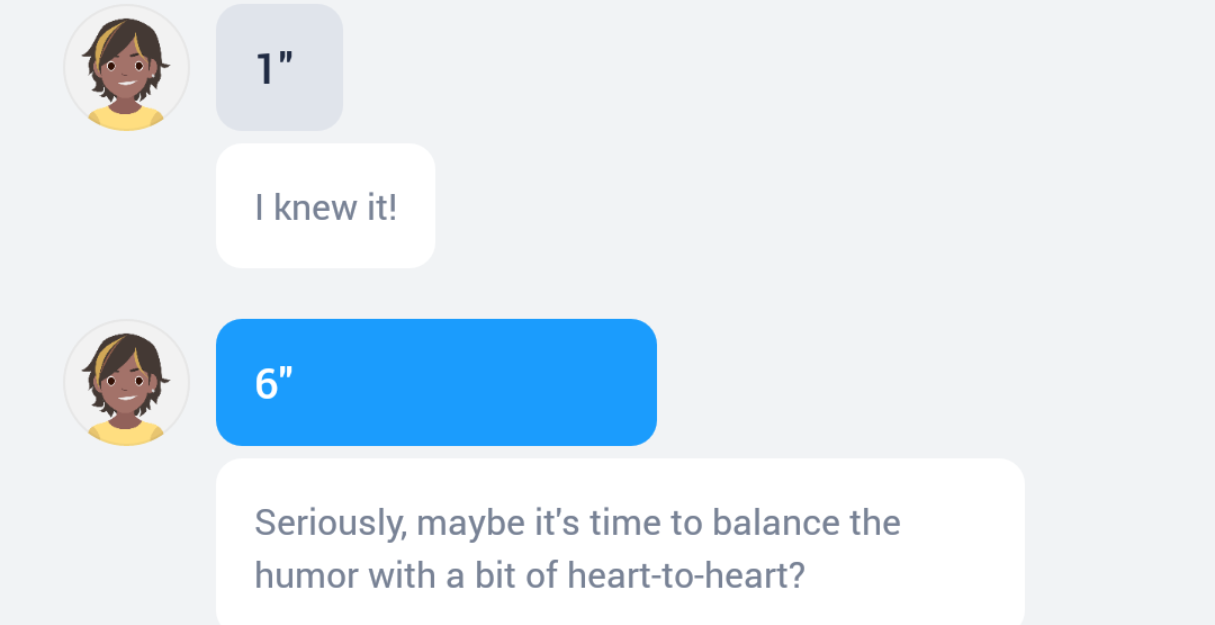 1"
I knew it!
6"
Seriously, maybe it's time to balance the
humor with a bit of heart-to-heart?